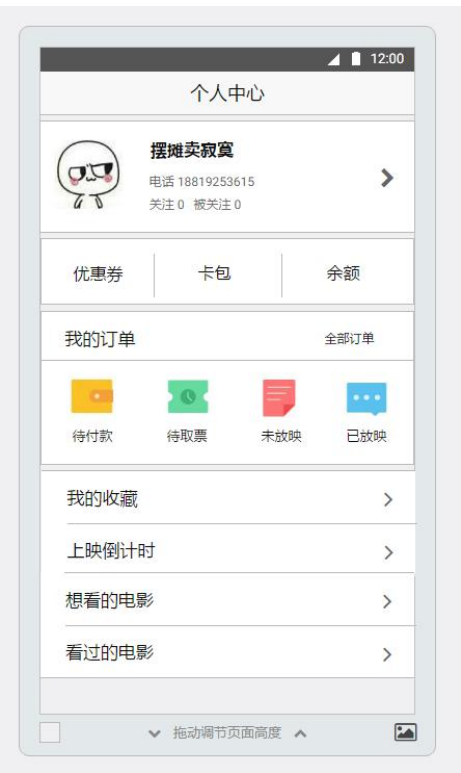 12:00
个人中心
摆摊卖寂寞
电话 18819253615
关注 0 被关注 0
优惠券 卡包 余额
我的订单 全部订单
待付款 待取票 未放映 已放映
我的收藏
上映倒计时
想看的电影
看过的电影
拖动调节页面高度